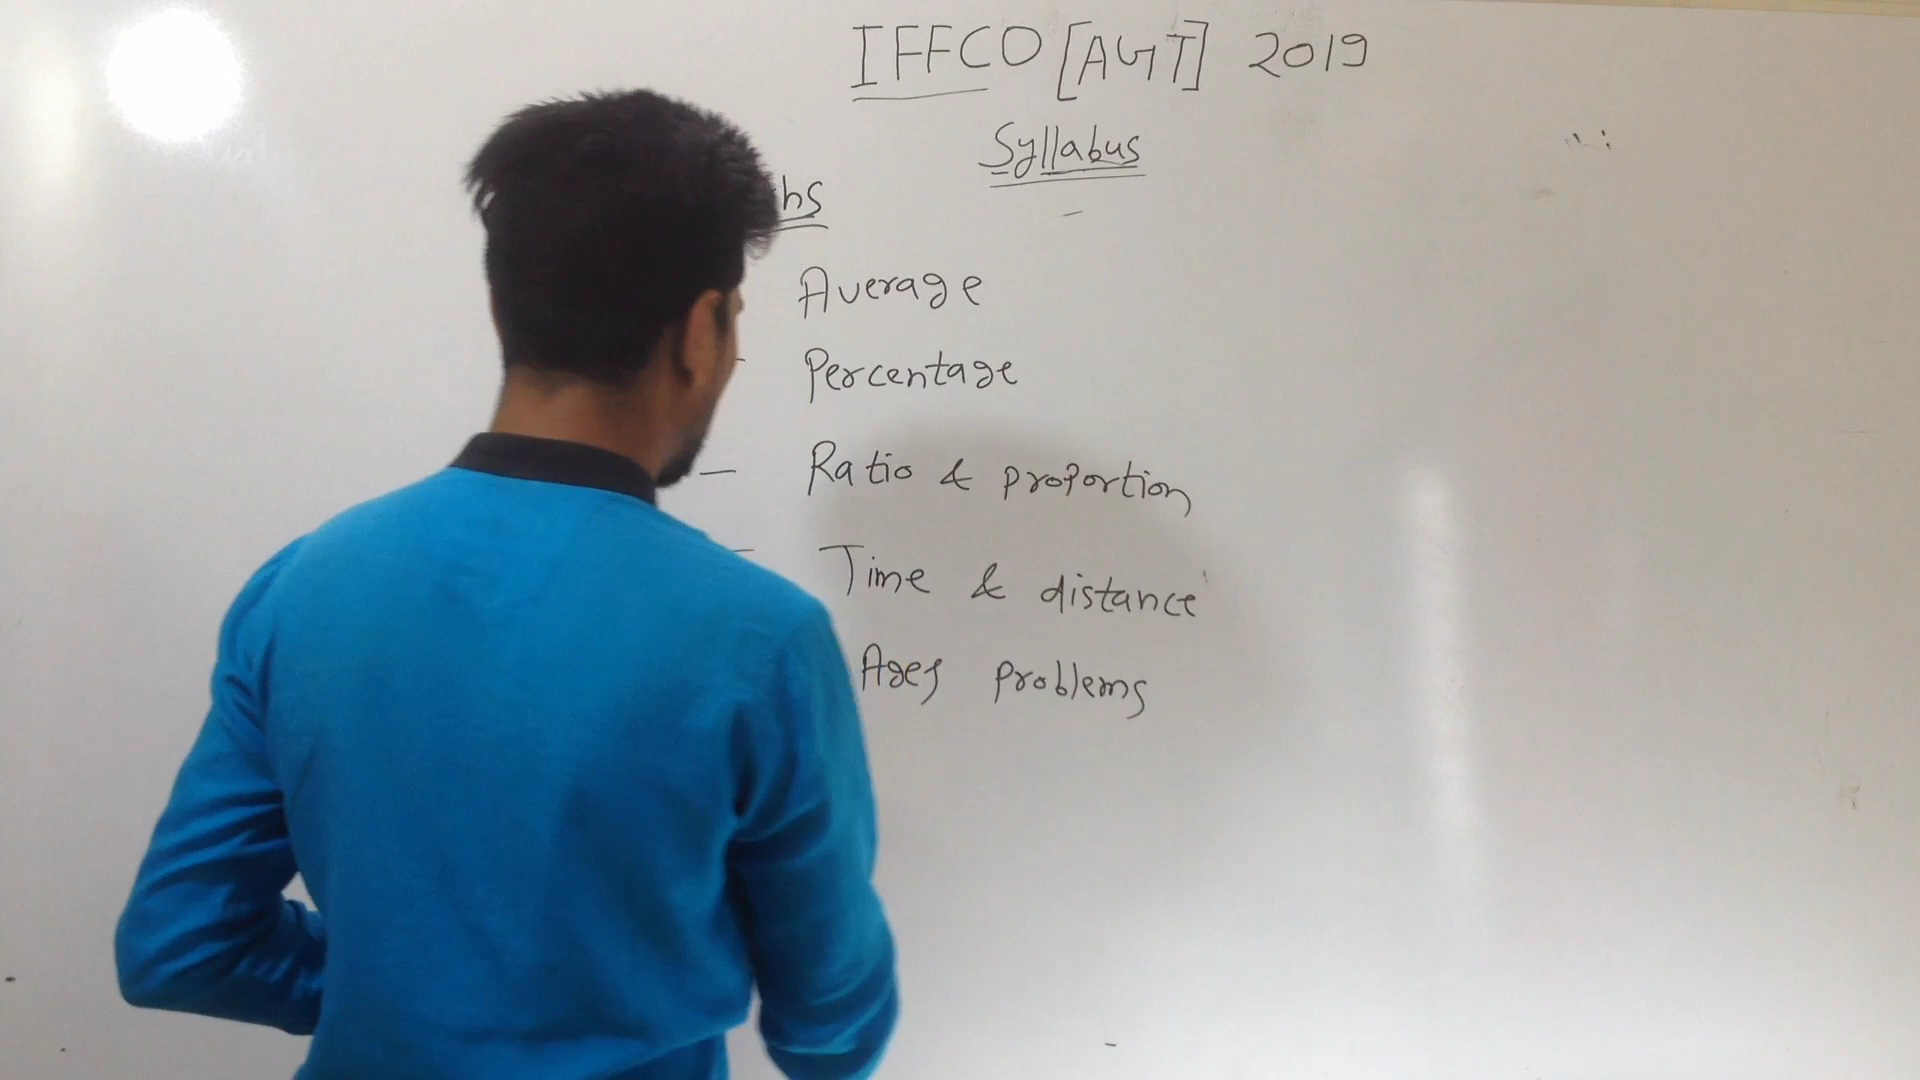 IFFCO [AGT] 2019
Syllabus
hs
Average
Percentage
— Ratio & proportion
— Time & distance
Ages problems